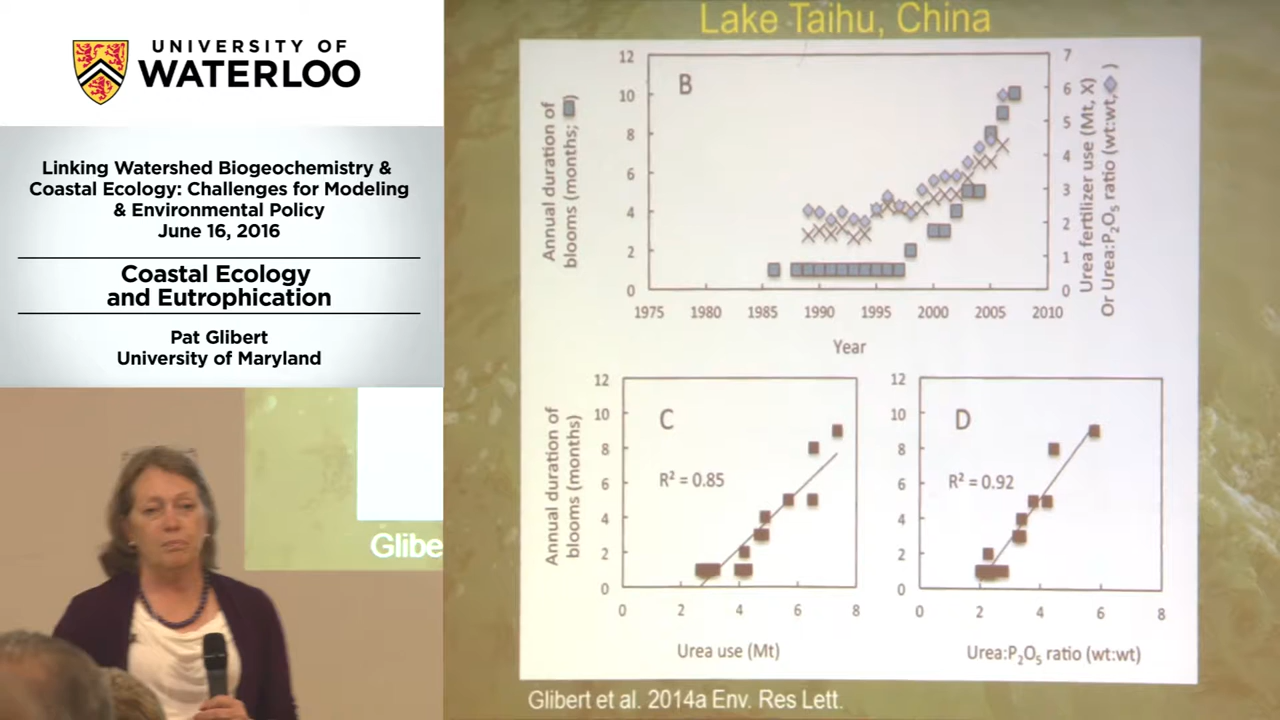 UNIVERSITY OF
WATERLOO
Linking Watershed Biogeochemistry &
Coastal Ecology: Challenges for Modeling
& Environmental Policy
June 16, 2016
Coastal Ecology
and Eutrophication
Pat Glibert
University of Maryland
Glibe
Lake Taihu, China
B
Annual duration of
blooms (months; )
12
10
8
6
4
2
0
7
6
5
4
3
2
1
0
Urea fertilizer use (Mt, X)
Or Urea:P₂O₅ ratio (wt:wt, )
1975 1980 1985 1990 1995 2000 2005 2010
Year
C
R² = 0.85
Annual duration of
blooms (months)
12
10
8
6
4
2
0
0 2 4 6 8
Urea use (Mt)
D
R² = 0.92
12
10
8
6
4
2
0
0 2 4 6 8
Urea:P₂O₅ ratio (wt:wt)
Glibert et al. 2014a Env. Res Lett.